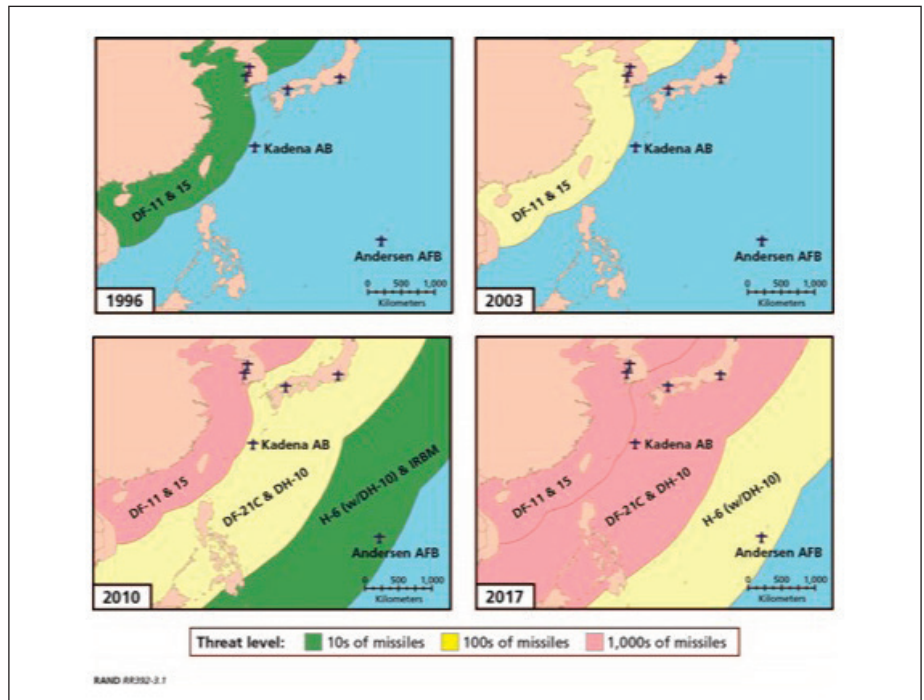 DF-11 & 15
Kadena AB
Andersen AFB
0 500 1,000
Kilometers
1996
DF-11 & 15
Kadena AB
Andersen AFB
0 500 1,000
Kilometers
2003
DF-11 & 15
Kadena AB
DF-21C & DH-10
H-6 (w/DH-10) & IRBM
Andersen AFB
0 500 1,000
Kilometers
2010
DF-11 & 15
Kadena AB
DF-21C & DH-10
H-6 (w/DH-10)
Andersen AFB
0 500 1,000
Kilometers
2017
Threat level: 10s of missiles 100s of missiles 1,000s of missiles
RAND RR392-3.1